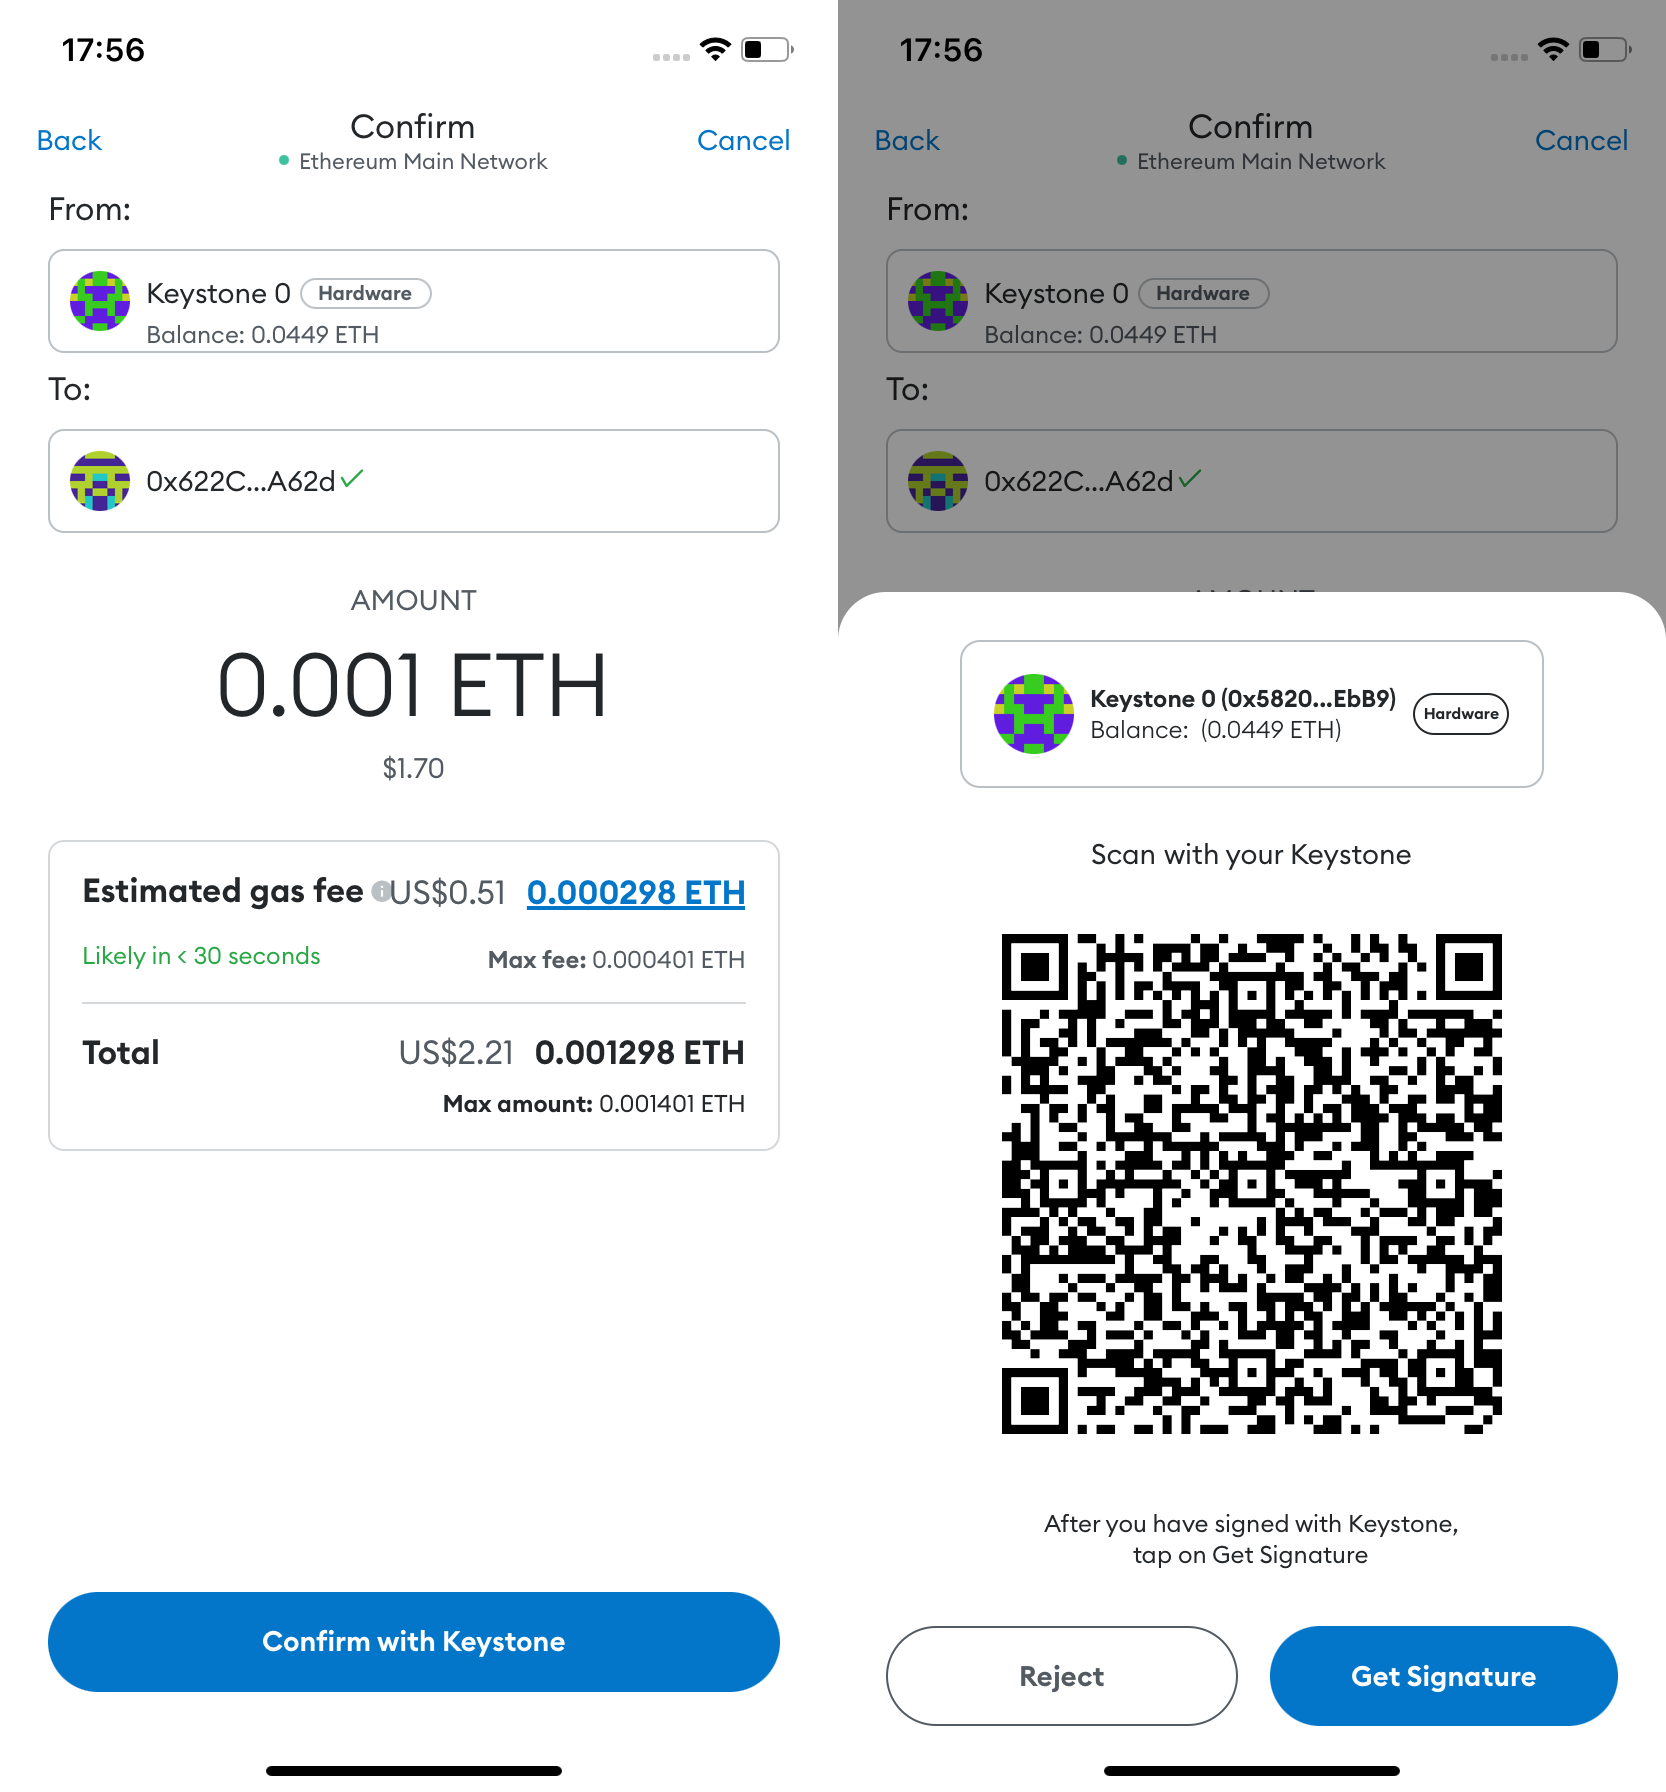 17:56
Back
Confirm
Cancel
Ethereum Main Network
From:
Keystone 0 Hardware
Balance: 0.0449 ETH
To:
0x622C...A62d
AMOUNT
0.001 ETH
$1.70
Estimated gas fee US$0.51 0.000298 ETH
Likely in < 30 seconds Max fee: 0.000401 ETH
Total US$2.21 0.001298 ETH
Max amount: 0.001401 ETH
Confirm with Keystone
17:56
Back
Confirm
Cancel
Ethereum Main Network
From:
Keystone 0 Hardware
Balance: 0.0449 ETH
To:
0x622C...A62d
AMOUNT
Keystone 0 (0x5820...EbB9) Hardware
Balance: (0.0449 ETH)
Scan with your Keystone
After you have signed with Keystone,
tap on Get Signature
Reject
Get Signature